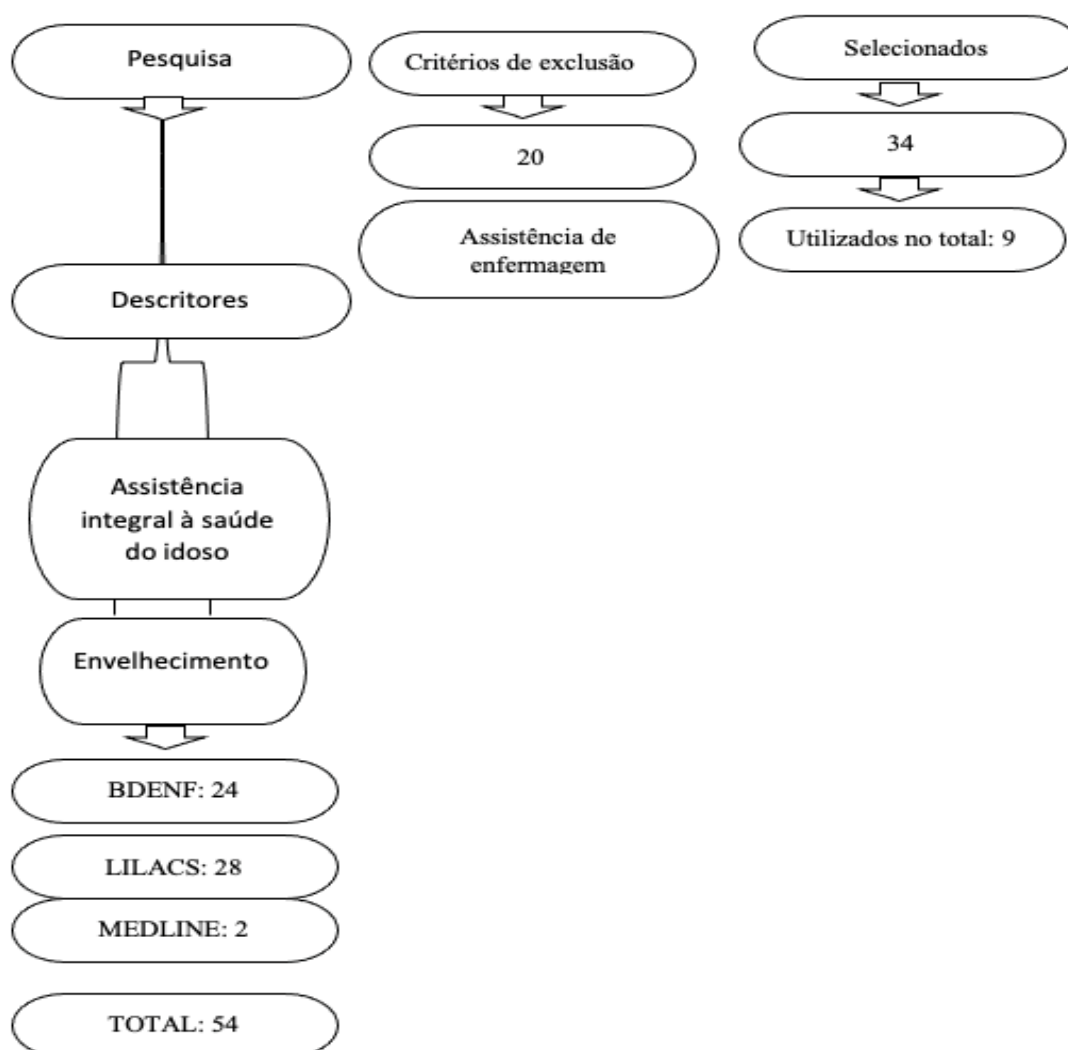 Pesquisa
Descritores
Assistência
integral à saúde
do idoso
Envelhecimento
BDENF: 24
LILACS: 28
MEDLINE: 2
TOTAL: 54
Critérios de exclusão
20
Assistência de
enfermagem
Selecionados
34
Utilizados no total: 9